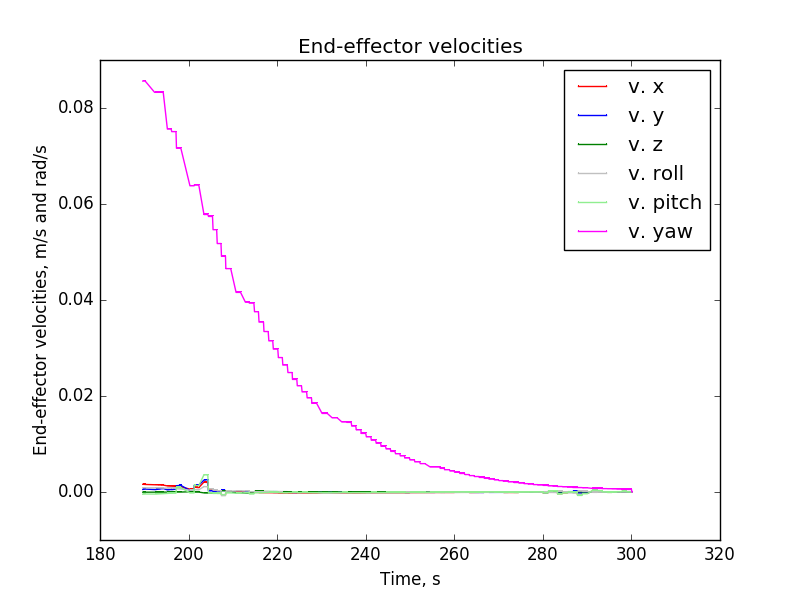 End-effector velocities
End-effector velocities, m/s and rad/s
0.08
0.06
0.04
0.02
0.00
v. x
v. y
v. z
v. roll
v. pitch
v. yaw
180
200
220
240
260
280
300
320
Time, s